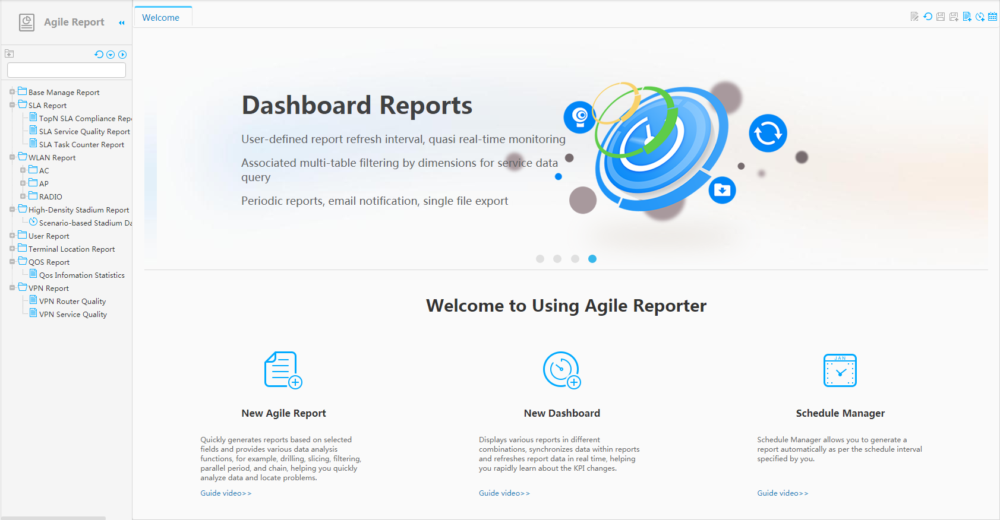 Agile Report
Welcome
Base Manage Report
SLA Report
TopN SLA Compliance Rep
SLA Service Quality Report
SLA Task Counter Report
WLAN Report
AC
AP
RADIO
High-Density Stadium Report
Scenario-based Stadium Da
User Report
Terminal Location Report
QOS Report
Qos Infomation Statistics
VPN Report
VPN Router Quality
VPN Service Quality
Dashboard Reports
User-defined report refresh interval, quasi real-time monitoring
Associated multi-table filtering by dimensions for service data
query
Periodic reports, email notification, single file export
Welcome to Using Agile Reporter
New Agile Report
Quickly generates reports based on selected
fields and provides various data analysis
functions, for example, drilling, slicing, filtering,
parallel period, and chain, helping you quickly
analyze data and locate problems.
Guide video>>
New Dashboard
Displays various reports in different
combinations, synchronizes data within reports
and refreshes report data in real time, helping
you rapidly learn about the KPI changes.
Guide video>>
JAN
Schedule Manager
Schedule Manager allows you to generate a
report automatically as per the schedule interval
specified by you.
Guide video>>